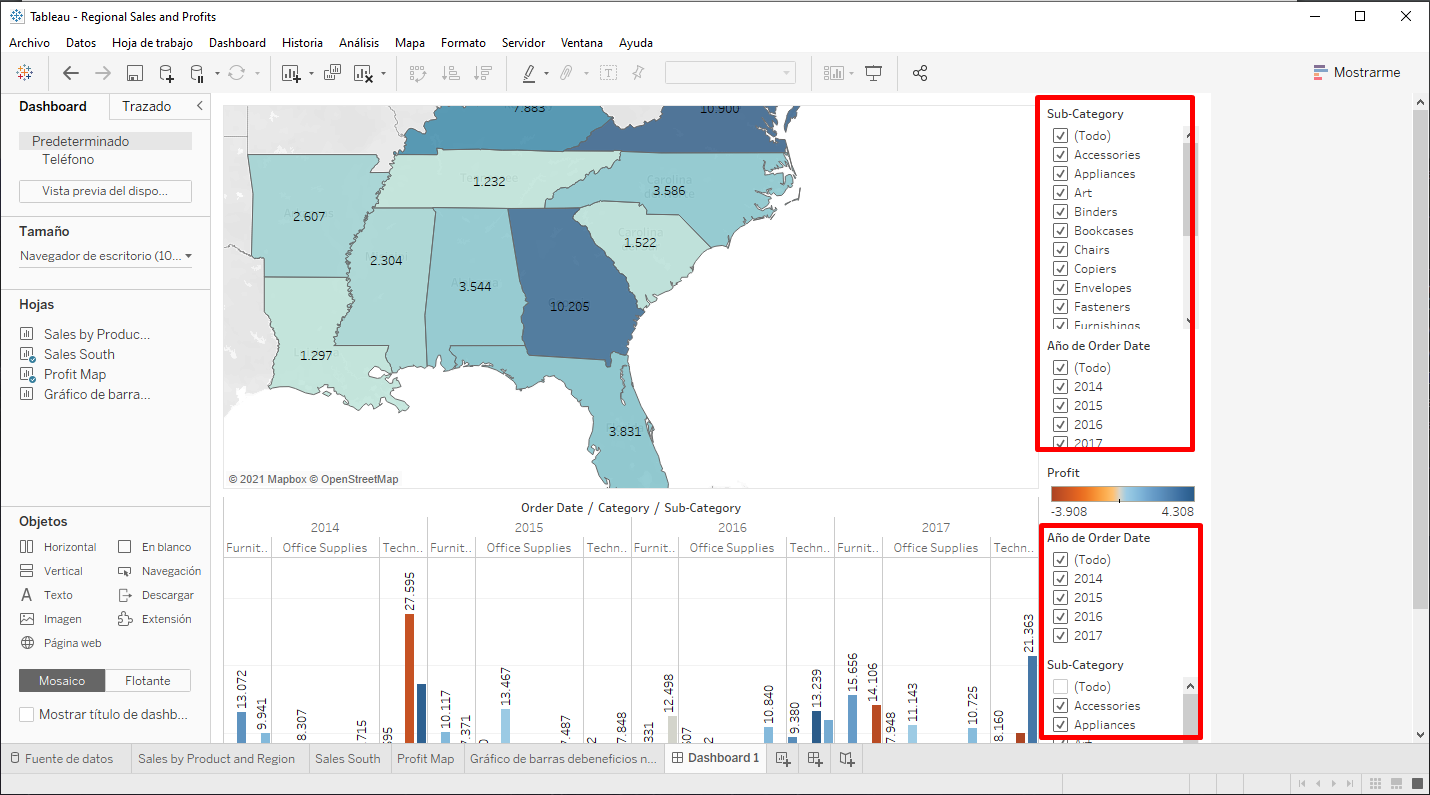 Tableau - Regional Sales and Profits
Archivo Datos Hoja de trabajo Dashboard Historia Análisis Mapa Formato Servidor Ventana Ayuda
Mostrarme
Dashboard Trazado
Predeterminado
Teléfono
Vista previa del dispo...
Tamaño
Navegador de escritorio (10...
Hojas
Sales by Produc...
Sales South
Profit Map
Gráfico de barra...
Objetos
Horizontal En blanco
Vertical Navegación
Texto Descargar
Imagen Extensión
Página web
Mosaico Flotante
Mostrar título de dashb...
7.883
10.900
1.232
3.586
2.607
1.522
2.304
3.544
10.205
1.297
3.831
© 2021 Mapbox © OpenStreetMap
Order Date / Category / Sub-Category
2014 2015 2016 2017
Furnit.. Office Supplies Techn.. Furnit.. Office Supplies Techn.. Furnit.. Office Supplies Techn.. Furnit.. Office Supplies Techn..
13.072
9.941
8.307
715
595
27.595
10.117
7.371
13.467
7.487
7.848
331
12.498
10.840
9.380
13.239
15.656
14.106
7.948
11.143
10.725
8.160
21.363
Sub-Category
(Todo)
Accessories
Appliances
Art
Binders
Bookcases
Chairs
Copiers
Envelopes
Fasteners
Furnishings
Año de Order Date
(Todo)
2014
2015
2016
2017
Profit
-3.908 4.308
Año de Order Date
(Todo)
2014
2015
2016
2017
Sub-Category
(Todo)
Accessories
Appliances
Art
Fuente de datos Sales by Product and Region Sales South Profit Map Gráfico de barras debeneficios n... Dashboard 1